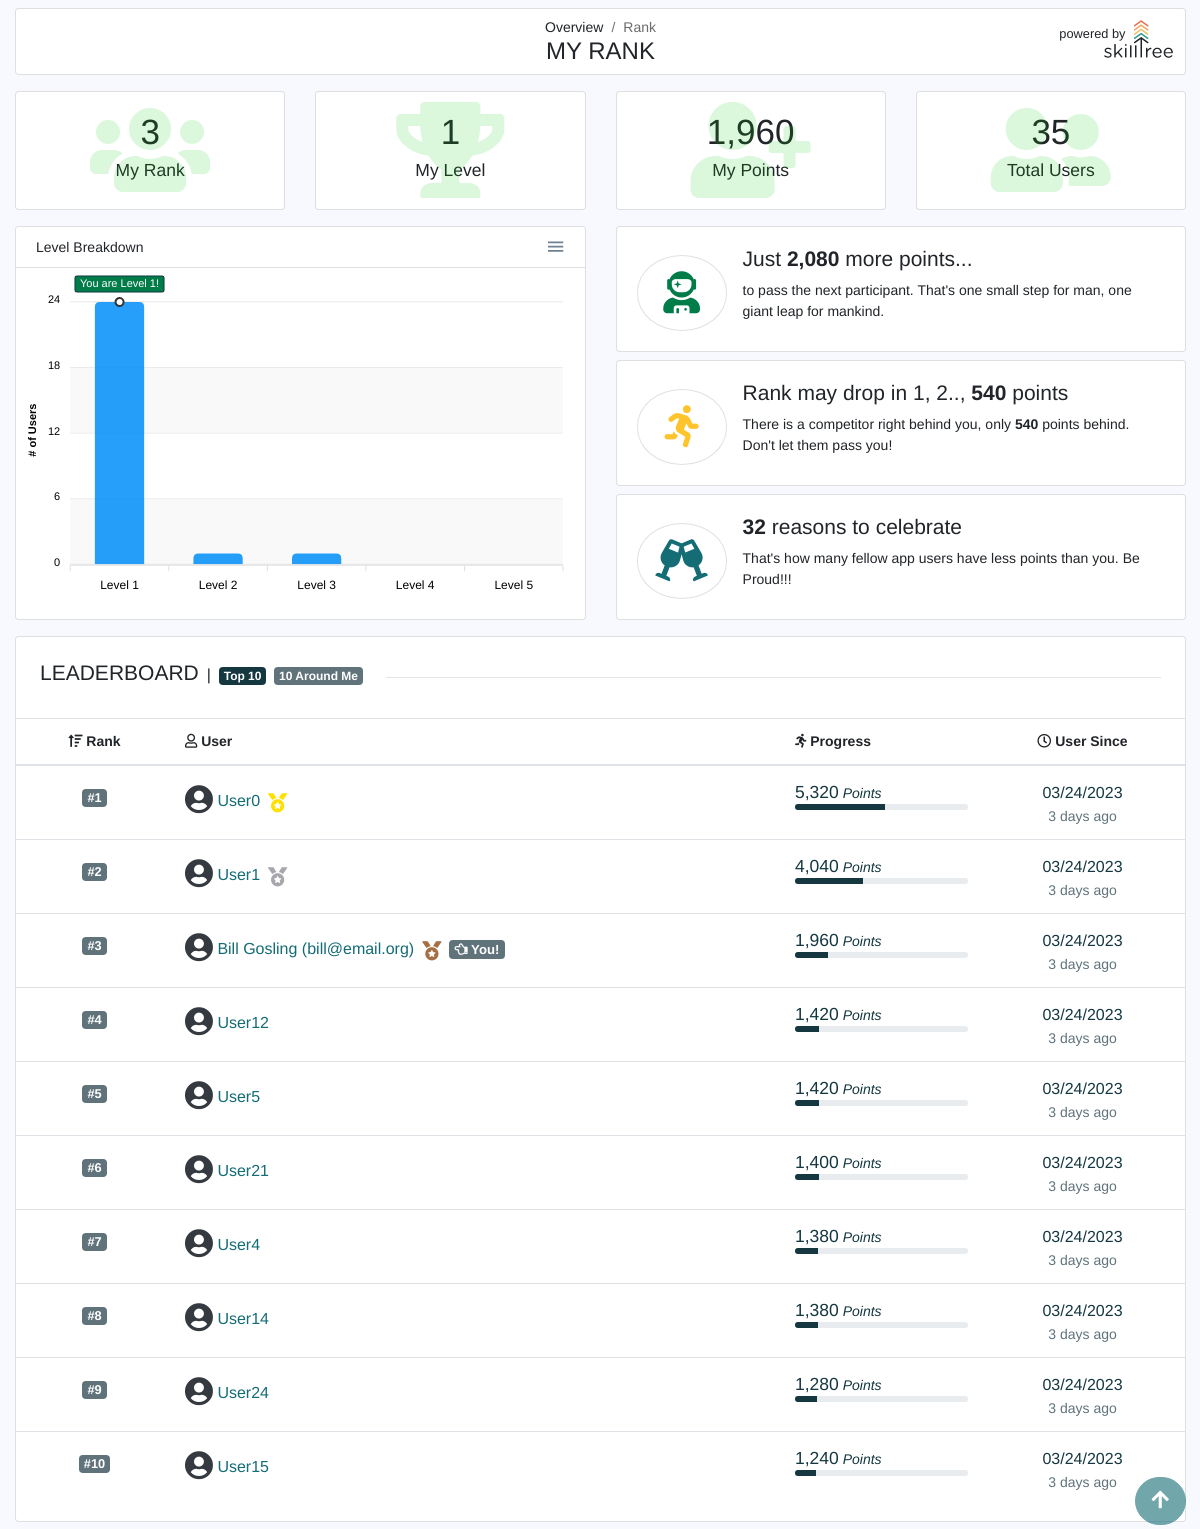 Overview / Rank
MY RANK
powered by
skilltree
3
My Rank
1
My Level
1,960
My Points
35
Total Users
Level Breakdown
You are Level 1!
24
18
12
6
0
# of Users
Level 1 Level 2 Level 3 Level 4 Level 5
Just 2,080 more points...
to pass the next participant. That's one small step for man, one
giant leap for mankind.
Rank may drop in 1, 2.., 540 points
There is a competitor right behind you, only 540 points behind.
Don't let them pass you!
32 reasons to celebrate
That's how many fellow app users have less points than you. Be
Proud!!!
LEADERBOARD | Top 10 10 Around Me
Rank User Progress User Since
#1 User0 5,320 Points 03/24/2023
3 days ago
#2 User1 4,040 Points 03/24/2023
3 days ago
#3 Bill Gosling (bill@email.org) You! 1,960 Points 03/24/2023
3 days ago
#4 User12 1,420 Points 03/24/2023
3 days ago
#5 User5 1,420 Points 03/24/2023
3 days ago
#6 User21 1,400 Points 03/24/2023
3 days ago
#7 User4 1,380 Points 03/24/2023
3 days ago
#8 User14 1,380 Points 03/24/2023
3 days ago
#9 User24 1,280 Points 03/24/2023
3 days ago
#10 User15 1,240 Points 03/24/2023
3 days ago